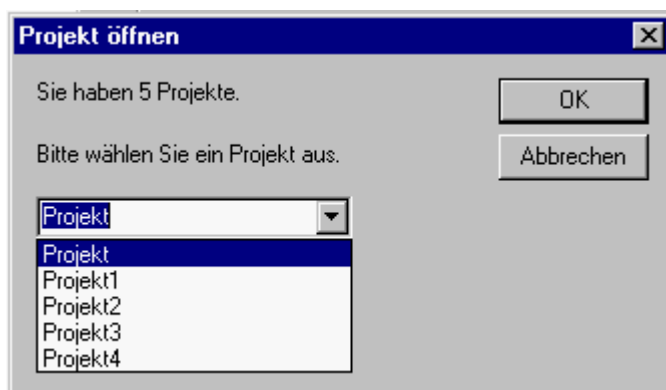 Projekt öffnen
Sie haben 5 Projekte.
OK
Bitte wählen Sie ein Projekt aus.
Abbrechen
Projekt
Projekt
Projekt1
Projekt2
Projekt3
Projekt4